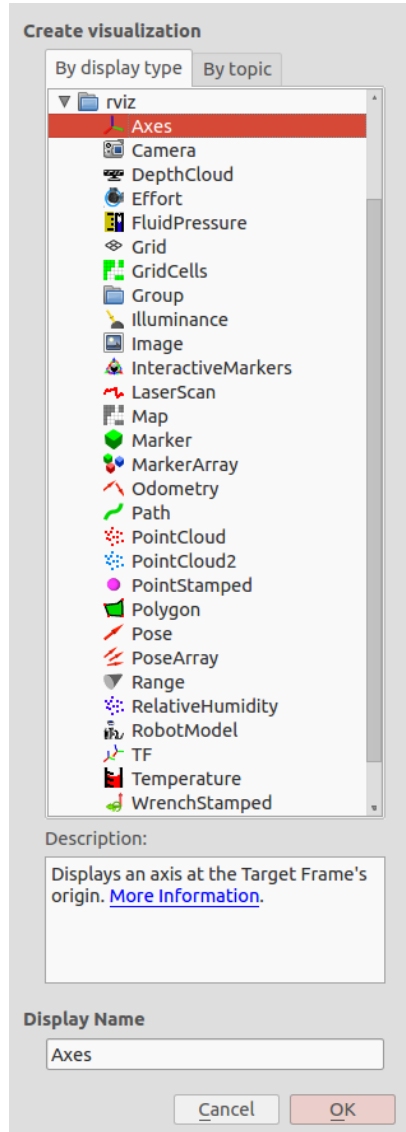 Create visualization
By display type By topic
rviz
Axes
Camera
DepthCloud
Effort
FluidPressure
Grid
GridCells
Group
Illuminance
Image
InteractiveMarkers
LaserScan
Map
Marker
MarkerArray
Odometry
Path
PointCloud
PointCloud2
PointStamped
Polygon
Pose
PoseArray
Range
RelativeHumidity
RobotModel
TF
Temperature
WrenchStamped
Description:
Displays an axis at the Target Frame's
origin. More Information.
Display Name
Axes
Cancel OK